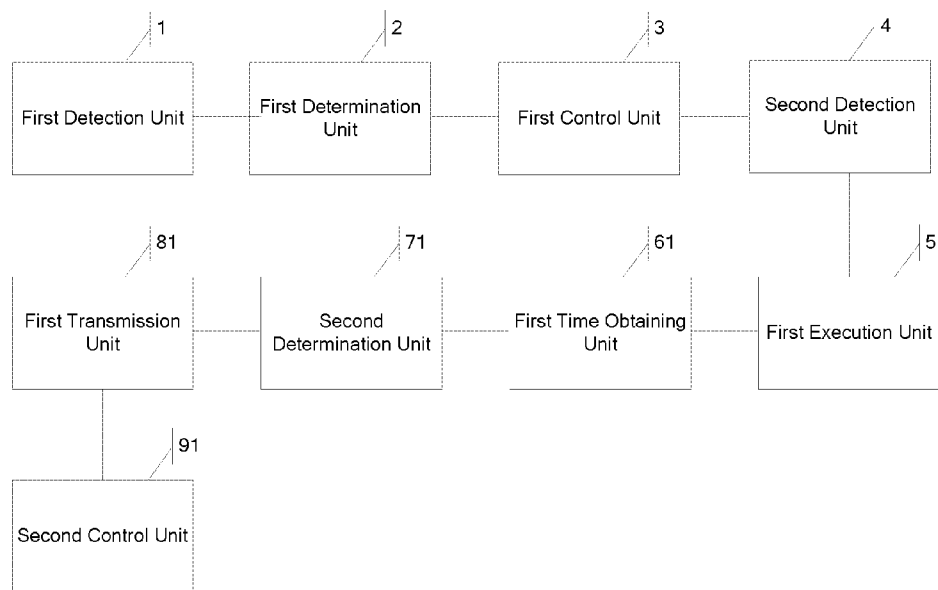 1
2
3
4
First Detection Unit
First Determination
Unit
First Control Unit
Second Detection
Unit
81
71
61
5
First Transmission
Unit
Second
Determination Unit
First Time Obtaining
Unit
First Execution Unit
91
Second Control Unit